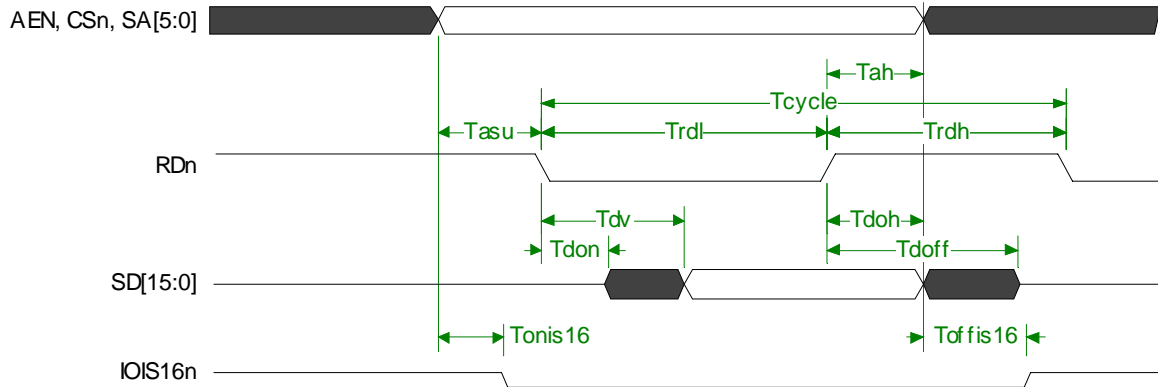 AEN, CSn, SA[5:0]
Tah
Tcycle
Tasu
Trdl
Trdh
RDn
Tdv
Tdoh
Tdon
Tdoff
SD[15:0]
Tonis16
Toffis16
IOIS16n